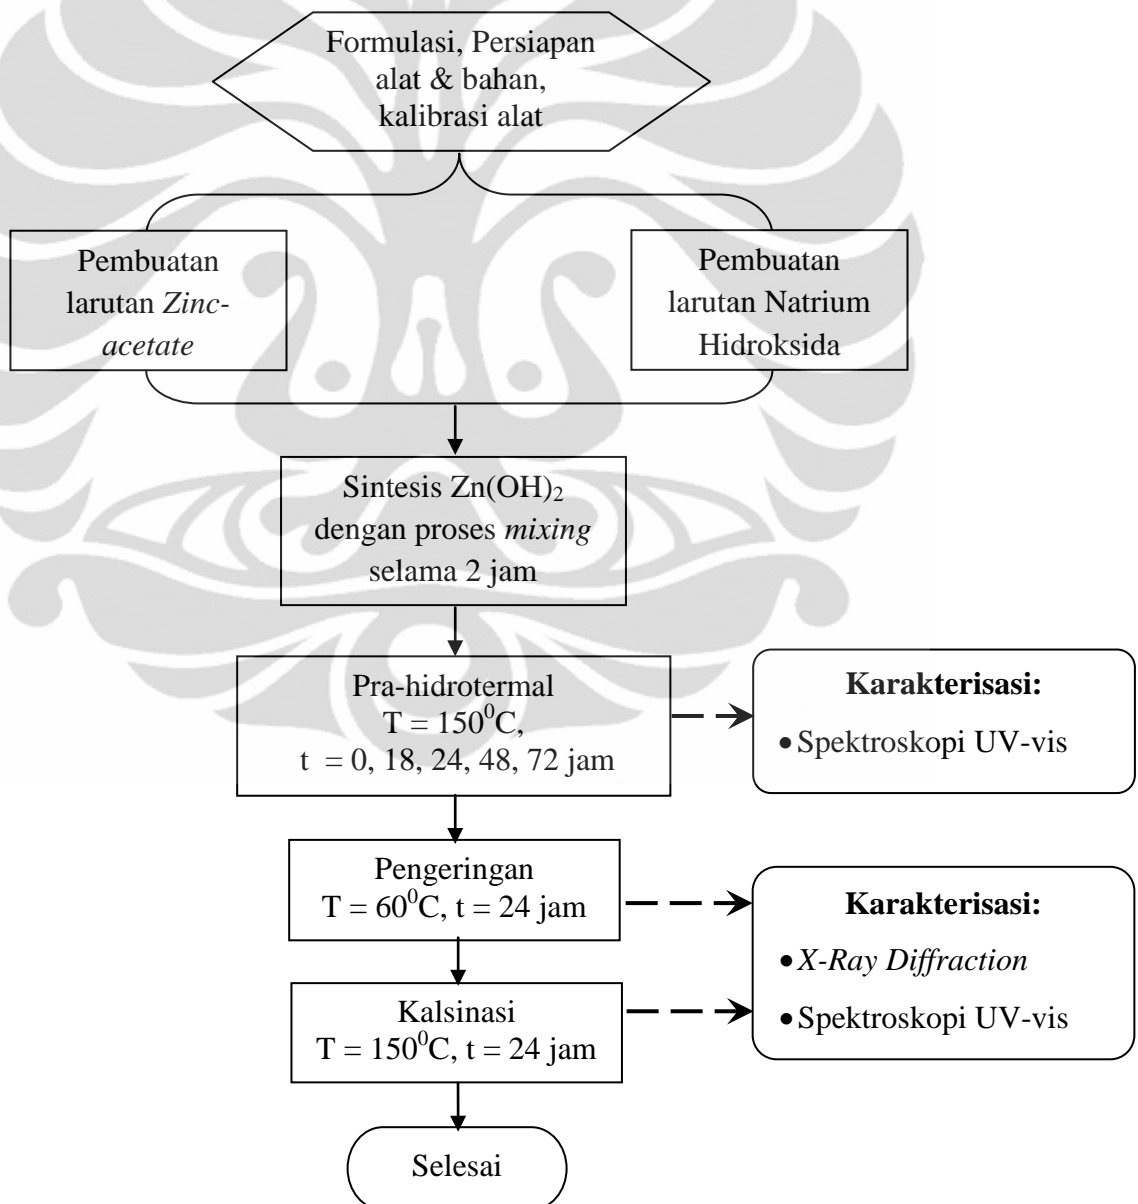 Formulasi, Persiapan
alat & bahan,
kalibrasi alat
Pembuatan
larutan Zinc-
acetate
Pembuatan
larutan Natrium
Hidroksida
Sintesis Zn(OH)₂
dengan proses mixing
selama 2 jam
Pra-hidrotermal
T = 150⁰C,
t = 0, 18, 24, 48, 72 jam
Karakterisasi:
•Spektroskopi UV-vis
Pengeringan
T = 60⁰C, t = 24 jam
Karakterisasi:
•X-Ray Diffraction
•Spektroskopi UV-vis
Kalsinasi
T = 150⁰C, t = 24 jam
Selesai